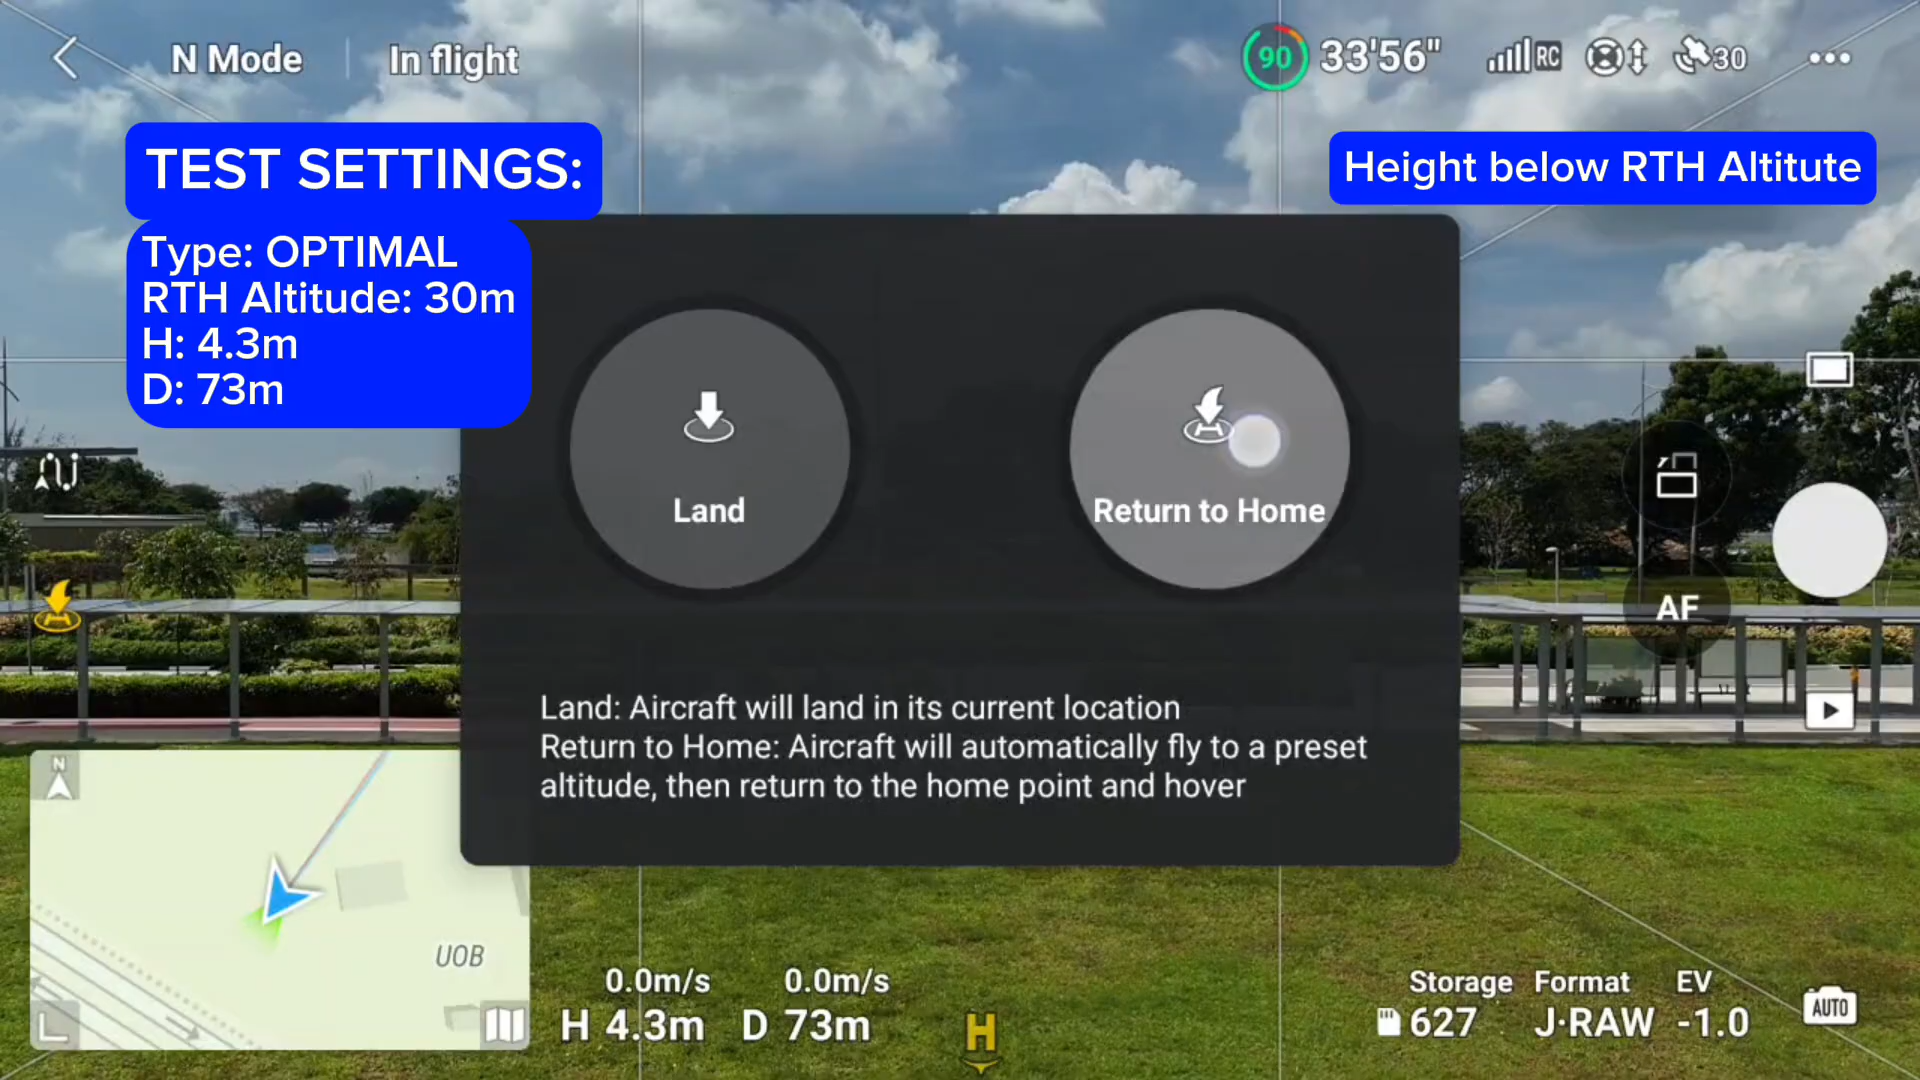 N Mode
In flight
90
33'56"
RC
30
TEST SETTINGS:
Height below RTH Altitute
Type: OPTIMAL
RTH Altitude: 30m
H: 4.3m
D: 73m
Land
Return to Home
AF
Land: Aircraft will land in its current location
Return to Home: Aircraft will automatically fly to a preset
altitude, then return to the home point and hover
N
UOB
0.0m/s 0.0m/s
H 4.3m D 73m
H
Storage Format EV
627 J·RAW -1.0
AUTO